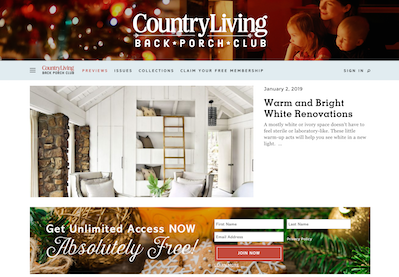 CountryLiving
BACK•PORCH•CLUB
CountryLiving
BACK PORCH CLUB
PREVIEWS ISSUES COLLECTIONS CLAIM YOUR FREE MEMBERSHIP
SIGN IN
January 2, 2019
Warm and Bright
White Renovations
A mostly white or ivory space doesn't have to
feel sterile or laboratory-like. These little
warm-up acts will help you see white in a new
light. ...
Get Unlimited Access NOW
Absolutely Free!
First Name
Last Name
Email Address
Privacy Policy
JOIN NOW